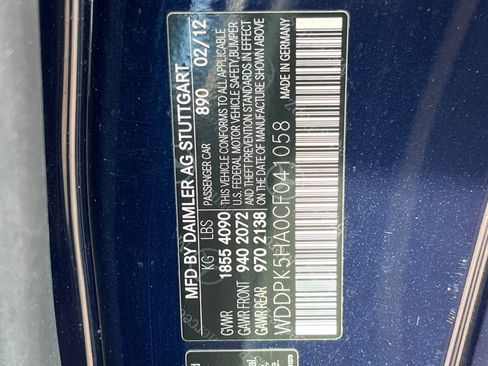 MFD BY DAIMLER AG STUTTGART
PASSENGER CAR 890 02/12
KG LBS
GVWR 1855 4090
GAWR FRONT 940 2072
GAWR REAR 970 2138
THIS VEHICLE CONFORMS TO ALL APPLICABLE
U.S. FEDERAL MOTOR VEHICLE SAFETY, BUMPER
AND THEFT PREVENTION STANDARDS IN EFFECT
ON THE DATE OF MANUFACTURE SHOWN ABOVE
WDDPK5HA0CF041058
MADE IN GERMANY